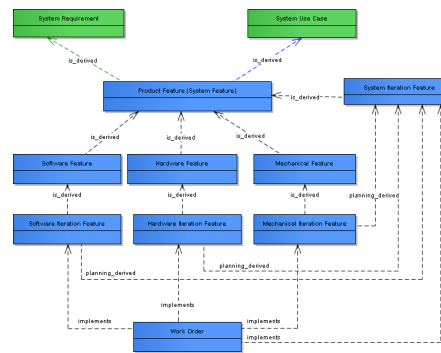 System Requirement
System Use Case
is_derived
is_derived
Product Feature (System Feature)
System Iteration Feature
is_derived
is_derived
is_derived
is_derived
Software Feature
Hardware Feature
Mechanical Feature
is_derived
is_derived
is_derived
planning_derived
Software Iteration Feature
Hardware Iteration Feature
Mechanical Iteration Feature
planning_derived
planning_derived
implements
implements
implements
implements
Work Order
implements